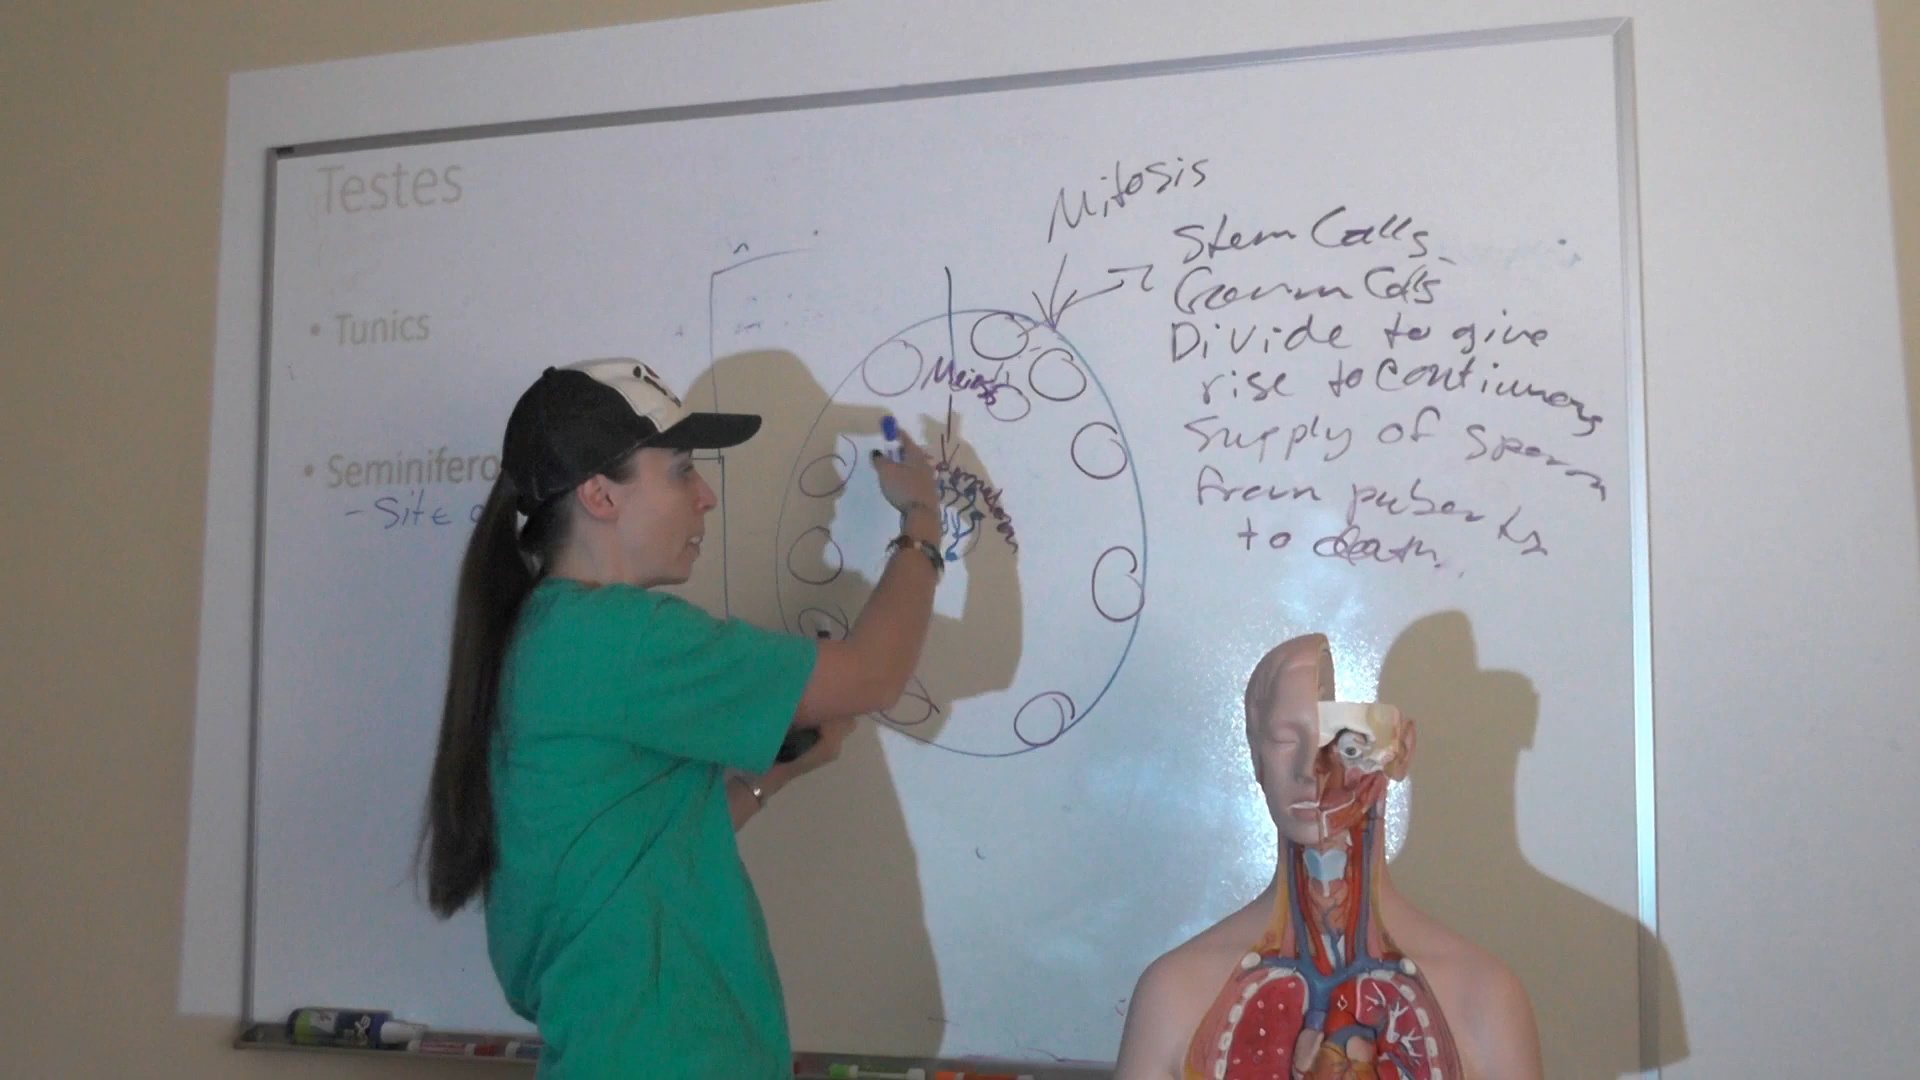 Testes
• Tunics
• Seminifero
- Site
Mitosis
Stem Cells
Germ Cells
Divide to give
rise to continuous
supply of sperm
from puberty
to death.
Meiosis